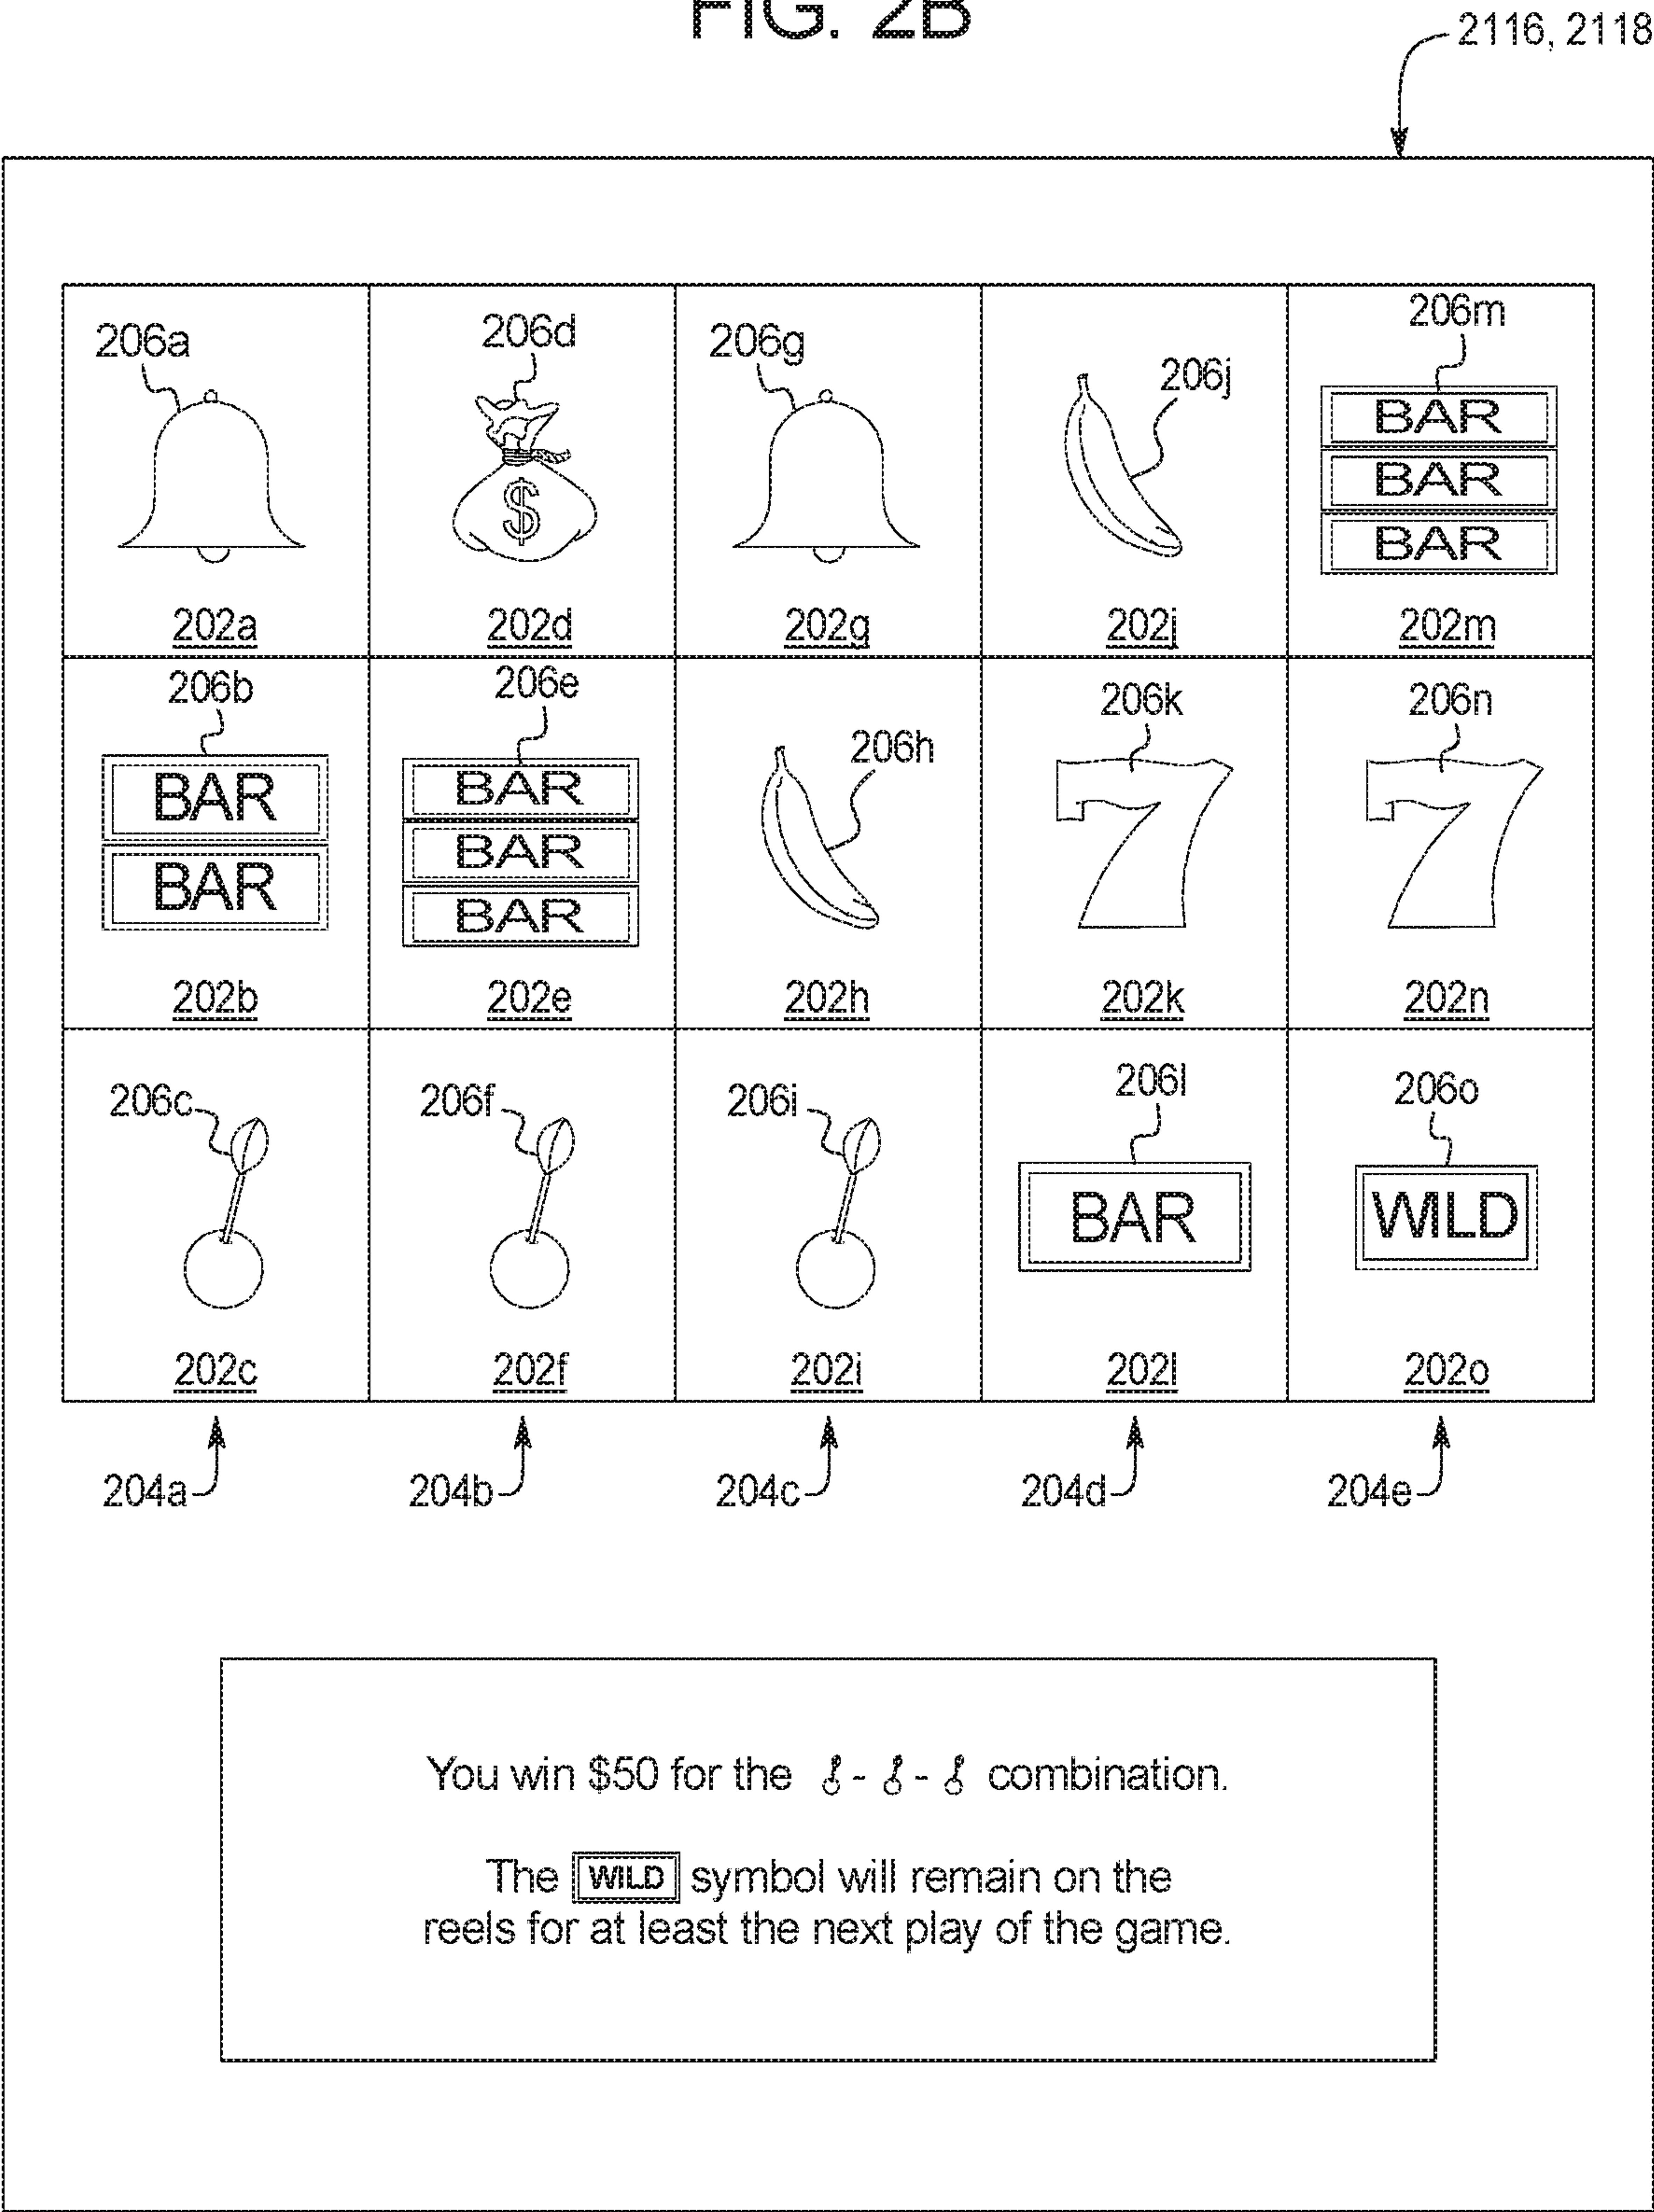 FIG. 2B
2116, 2118
206a 206d 206g 206j 206m
$
BAR
BAR
BAR
202a 202d 202g 202j 202m
206b 206e 206h 206k 206n
BAR BAR 7 7
BAR BAR
BAR
202b 202e 202h 202k 202n
206c 206f 206i 206l 206o
BAR WILD
202c 202f 202i 202l 202o
204a 204b 204c 204d 204e
You win $50 for the - - combination.
The WILD symbol will remain on the
reels for at least the next play of the game.